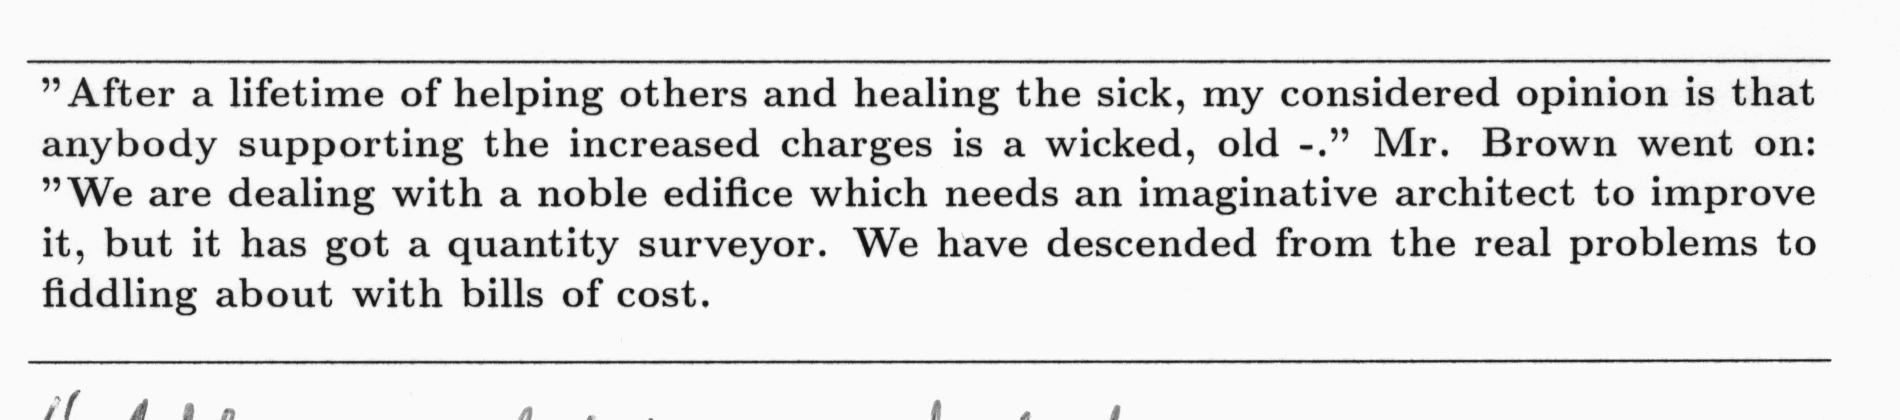 ”After a lifetime of helping others and healing the sick, my considered opinion is that
anybody supporting the increased charges is a wicked, old -.” Mr. Brown went on:
”We are dealing with a noble edifice which needs an imaginative architect to improve
it, but it has got a quantity surveyor. We have descended from the real problems to
fiddling about with bills of cost.